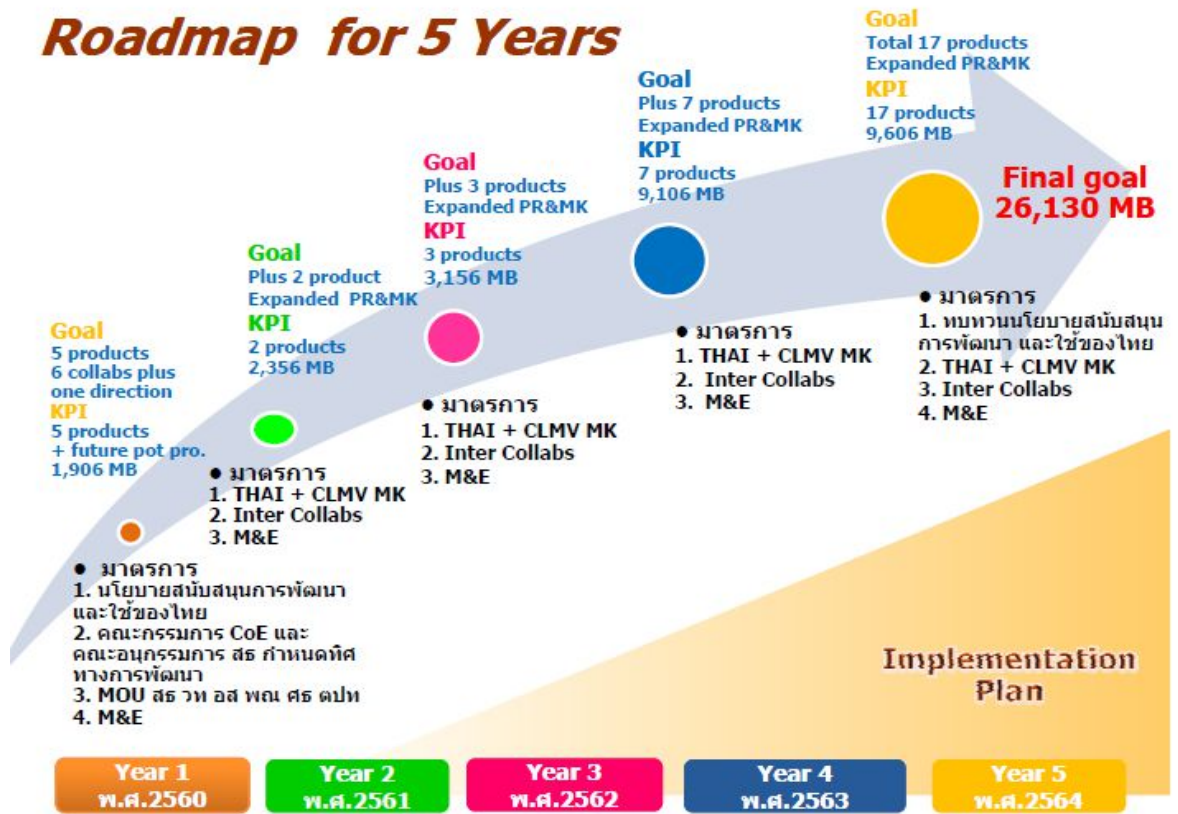 Roadmap for 5 Years
Goal
5 products
6 collabs plus
one direction
KPI
5 products
+ future pot pro.
1,906 MB
● มาตรการ
1. นโยบายสนับสนุนการพัฒนา
และใช้ของไทย
2. คณะกรรมการ CoE และ
คณะอนุกรรมการ สธ กำหนดทิศ
ทางการพัฒนา
3. MOU สธ วท อส พณ ศธ ตปท
4. M&E
Goal
Plus 2 product
Expanded PR&MK
KPI
2 products
2,356 MB
● มาตรการ
1. THAI + CLMV MK
2. Inter Collabs
3. M&E
Goal
Plus 3 products
Expanded PR&MK
KPI
3 products
3,156 MB
● มาตรการ
1. THAI + CLMV MK
2. Inter Collabs
3. M&E
Goal
Plus 7 products
Expanded PR&MK
KPI
7 products
9,106 MB
● มาตรการ
1. THAI + CLMV MK
2. Inter Collabs
3. M&E
Goal
Total 17 products
Expanded PR&MK
KPI
17 products
9,606 MB
Final goal
26,130 MB
● มาตรการ
1. ทบทวนนโยบายสนับสนุน
การพัฒนา และใช้ของไทย
2. THAI + CLMV MK
3. Inter Collabs
4. M&E
Implementation
Plan
Year 1
พ.ศ.2560
Year 2
พ.ศ.2561
Year 3
พ.ศ.2562
Year 4
พ.ศ.2563
Year 5
พ.ศ.2564